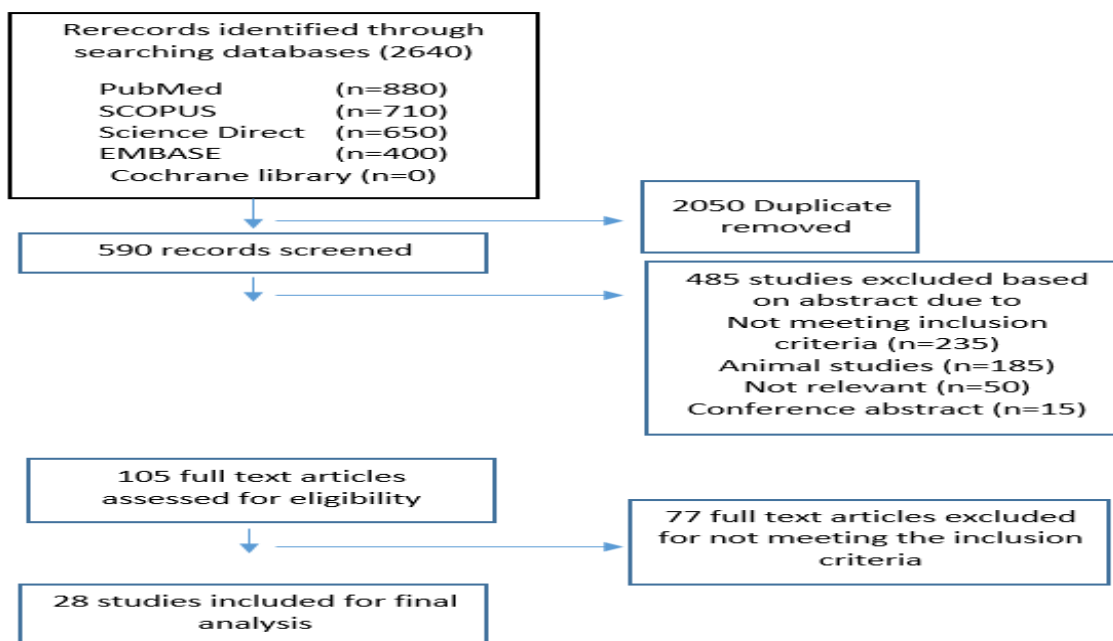 Rerecords identified through
searching databases (2640)
PubMed (n=880)
SCOPUS (n=710)
Science Direct (n=650)
EMBASE (n=400)
Cochrane library (n=0)
2050 Duplicate
removed
590 records screened
485 studies excluded based
on abstract due to
Not meeting inclusion
criteria (n=235)
Animal studies (n=185)
Not relevant (n=50)
Conference abstract (n=15)
105 full text articles
assessed for eligibility
77 full text articles excluded
for not meeting the inclusion
criteria
28 studies included for final
analysis